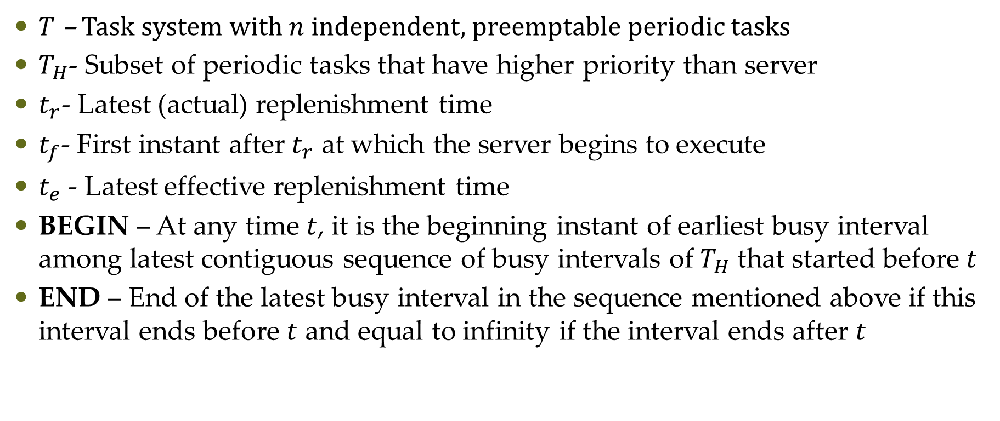 • T – Task system with n independent, preemptable periodic tasks
• T_H- Subset of periodic tasks that have higher priority than server
• t_r- Latest (actual) replenishment time
• t_f- First instant after t_r at which the server begins to execute
• t_e - Latest effective replenishment time
• BEGIN – At any time t, it is the beginning instant of earliest busy interval
among latest contiguous sequence of busy intervals of T_H that started before t
• END – End of the latest busy interval in the sequence mentioned above if this
interval ends before t and equal to infinity if the interval ends after t